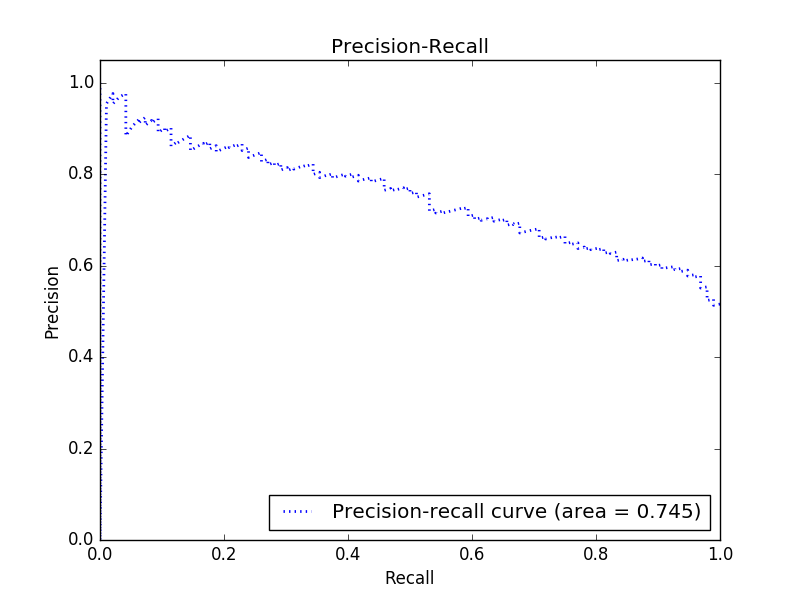 Precision-Recall
1.0
0.8
0.6
0.4
0.2
0.0
Precision
Precision-recall curve (area = 0.745)
0.0 0.2 0.4 0.6 0.8 1.0
Recall